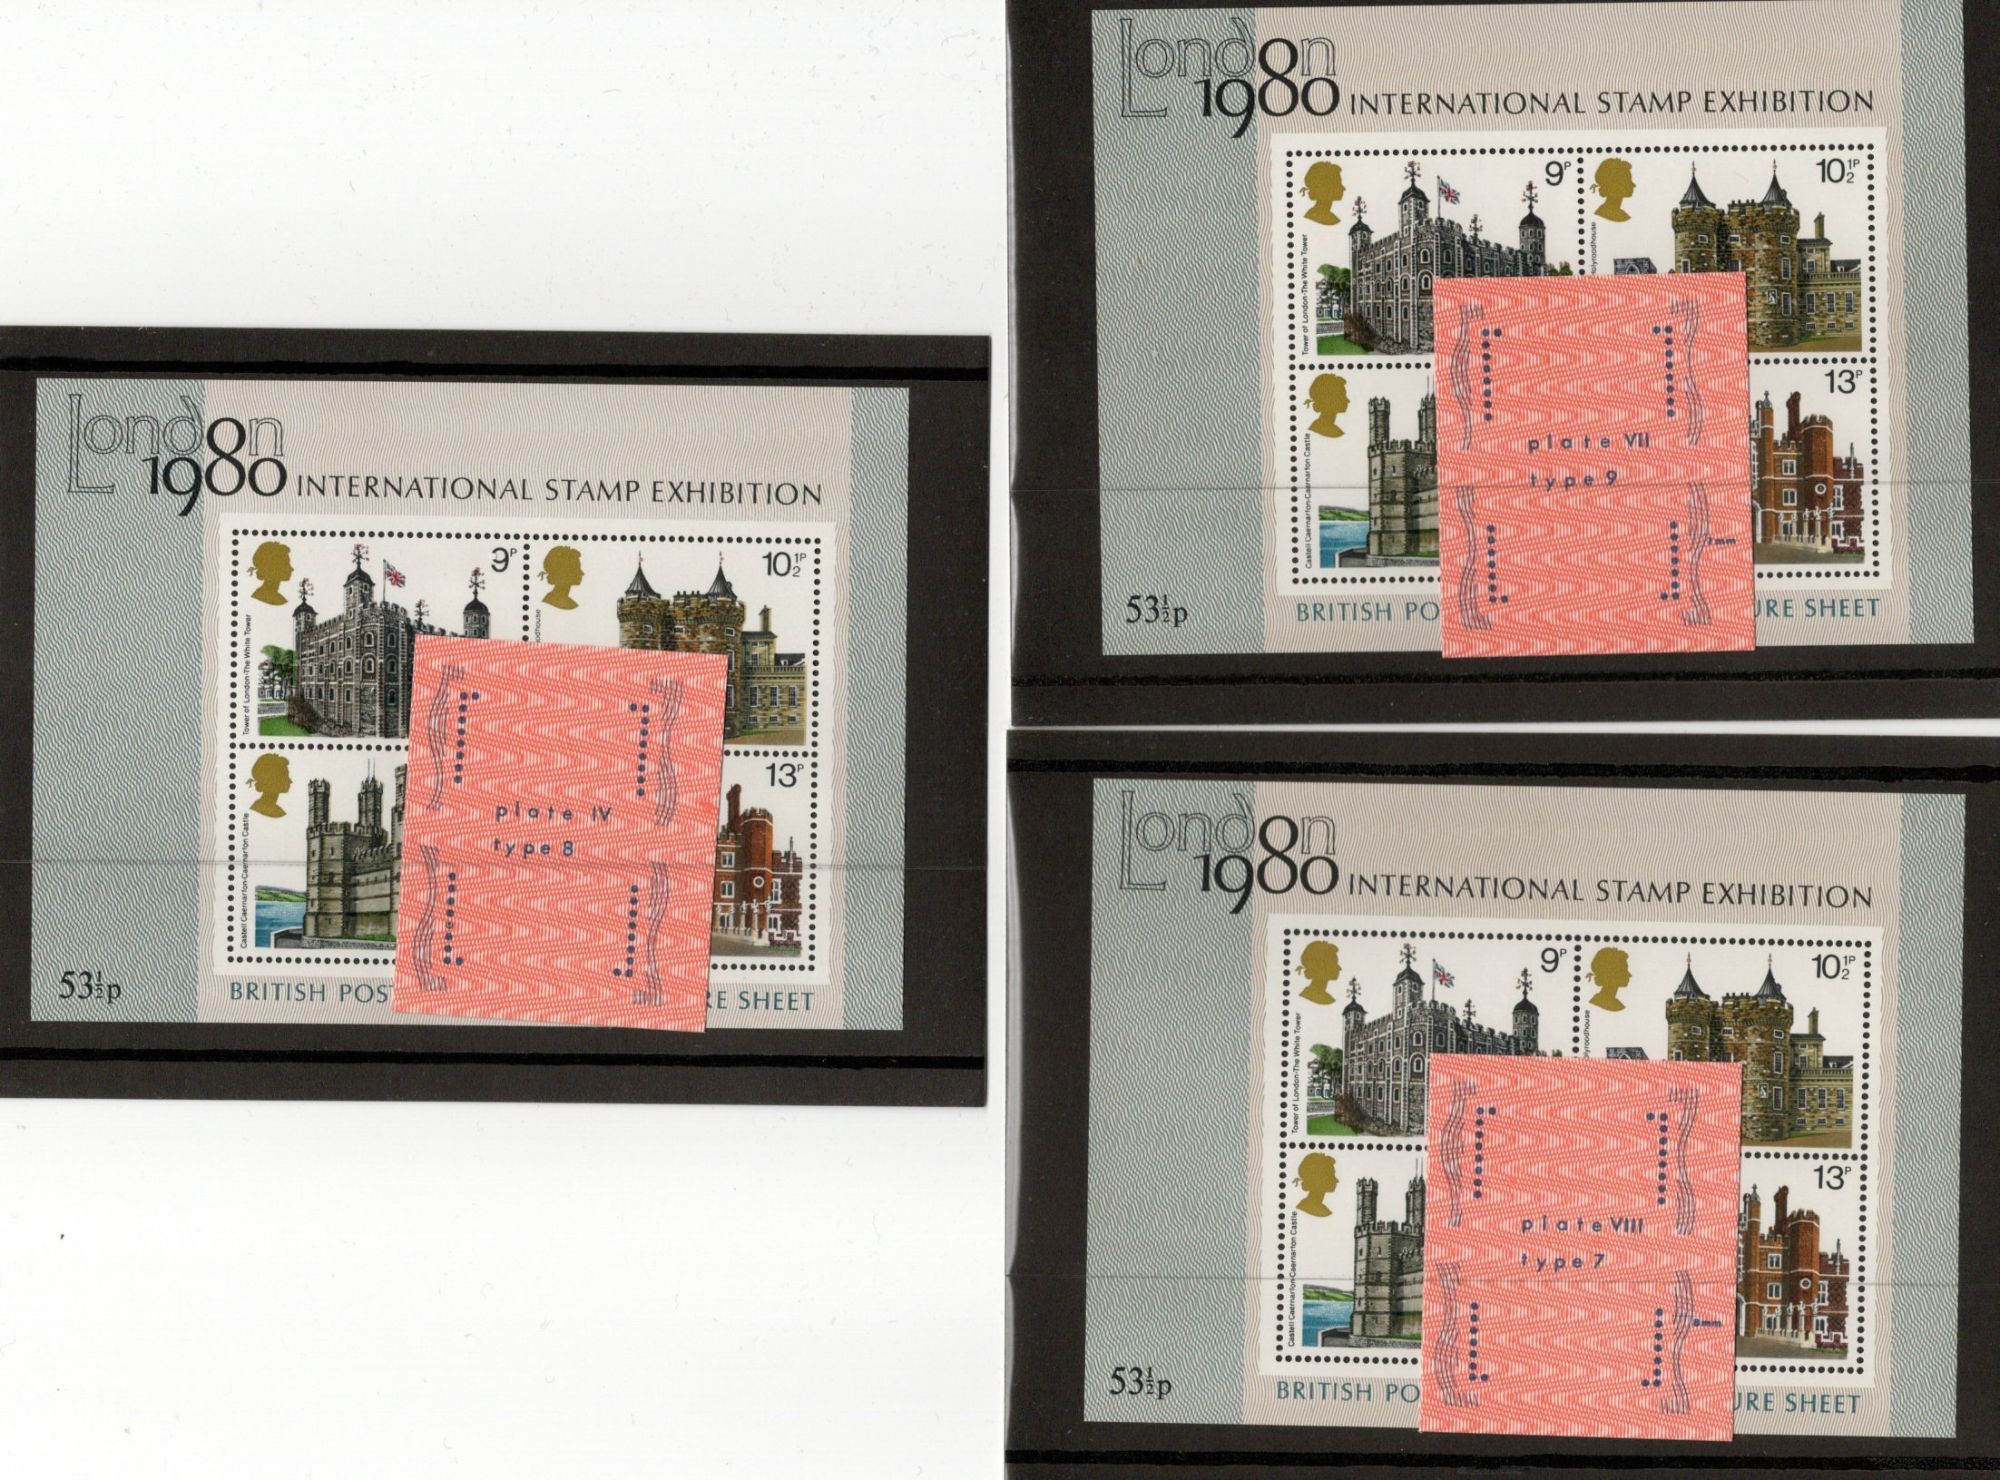 London
1980 INTERNATIONAL STAMP EXHIBITION
9P
10½P
Tower of London·The White Tower
13P
Castell Caernarfon·Caernarfon Castle
plate IV
type 8
53½p
BRITISH POST
RE SHEET
London
1980 INTERNATIONAL STAMP EXHIBITION
9P
10½P
Tower of London·The White Tower
Holyroodhouse
13P
Castell Caernarfon·Caernarfon Castle
plate VII
type 9
7mm
53½p
BRITISH PO
URE SHEET
London
1980 INTERNATIONAL STAMP EXHIBITION
9P
10½P
Tower of London·The White Tower
13P
Castell Caernarfon·Caernarfon Castle
plate VIII
type 7
8mm
53½p
BRITISH PO
URE SHEET